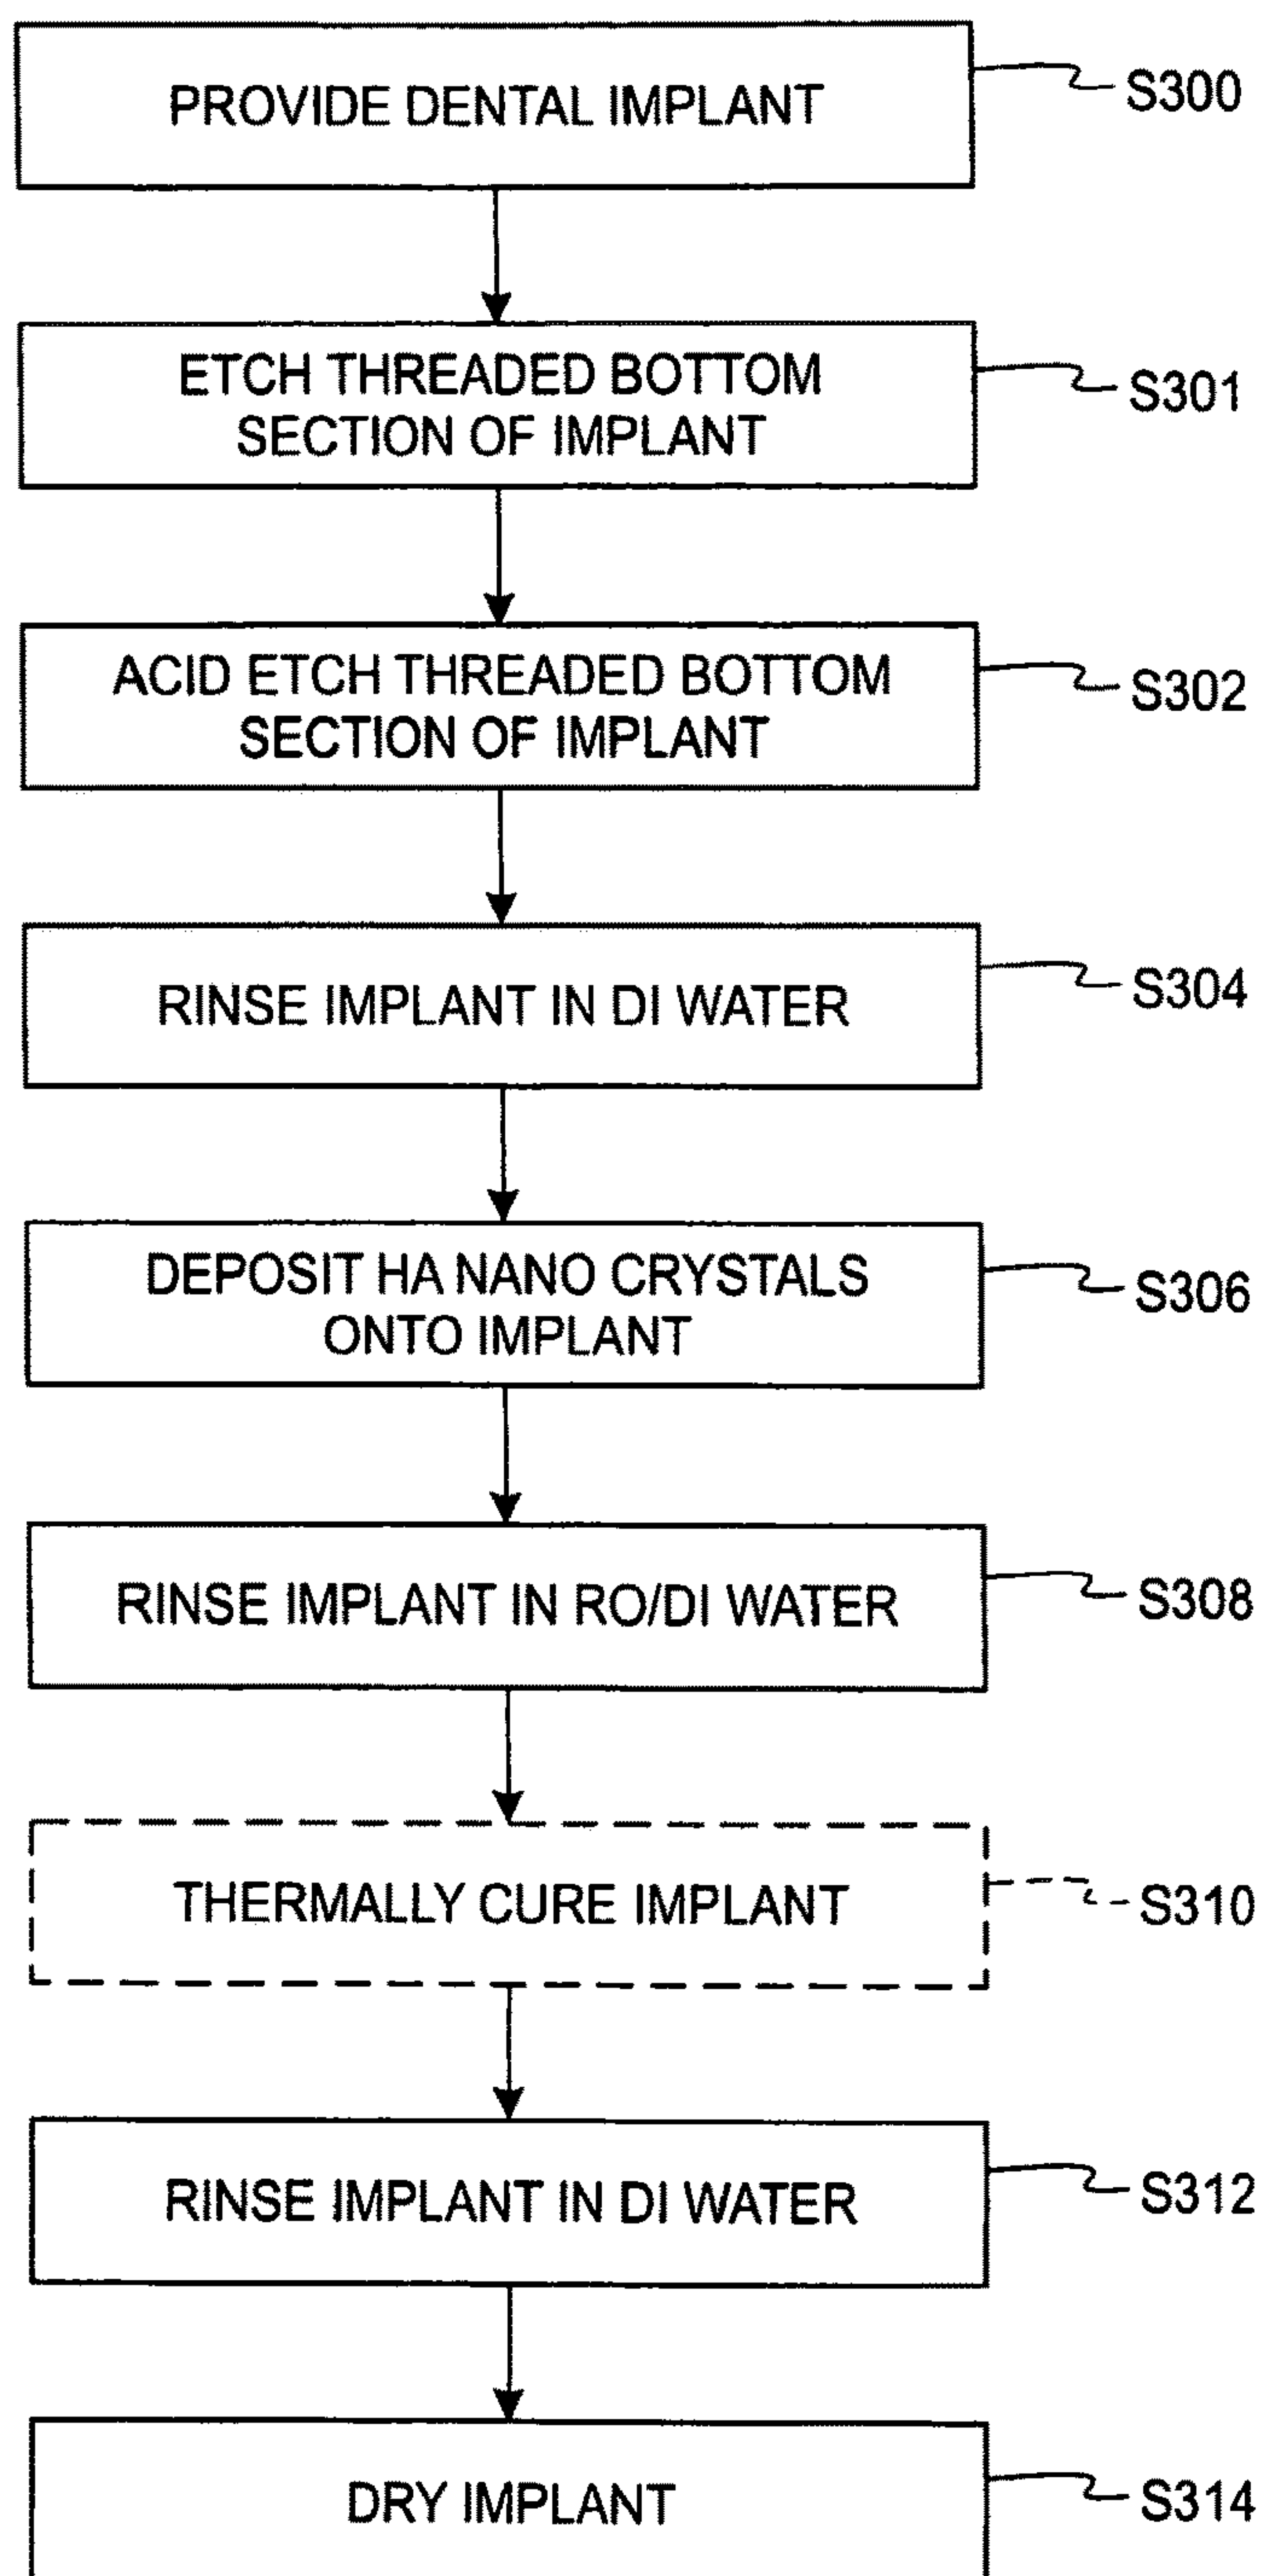 PROVIDE DENTAL IMPLANT
S300
ETCH THREADED BOTTOM
SECTION OF IMPLANT
S301
ACID ETCH THREADED BOTTOM
SECTION OF IMPLANT
S302
RINSE IMPLANT IN DI WATER
S304
DEPOSIT HA NANO CRYSTALS
ONTO IMPLANT
S306
RINSE IMPLANT IN RO/DI WATER
S308
THERMALLY CURE IMPLANT
S310
RINSE IMPLANT IN DI WATER
S312
DRY IMPLANT
S314